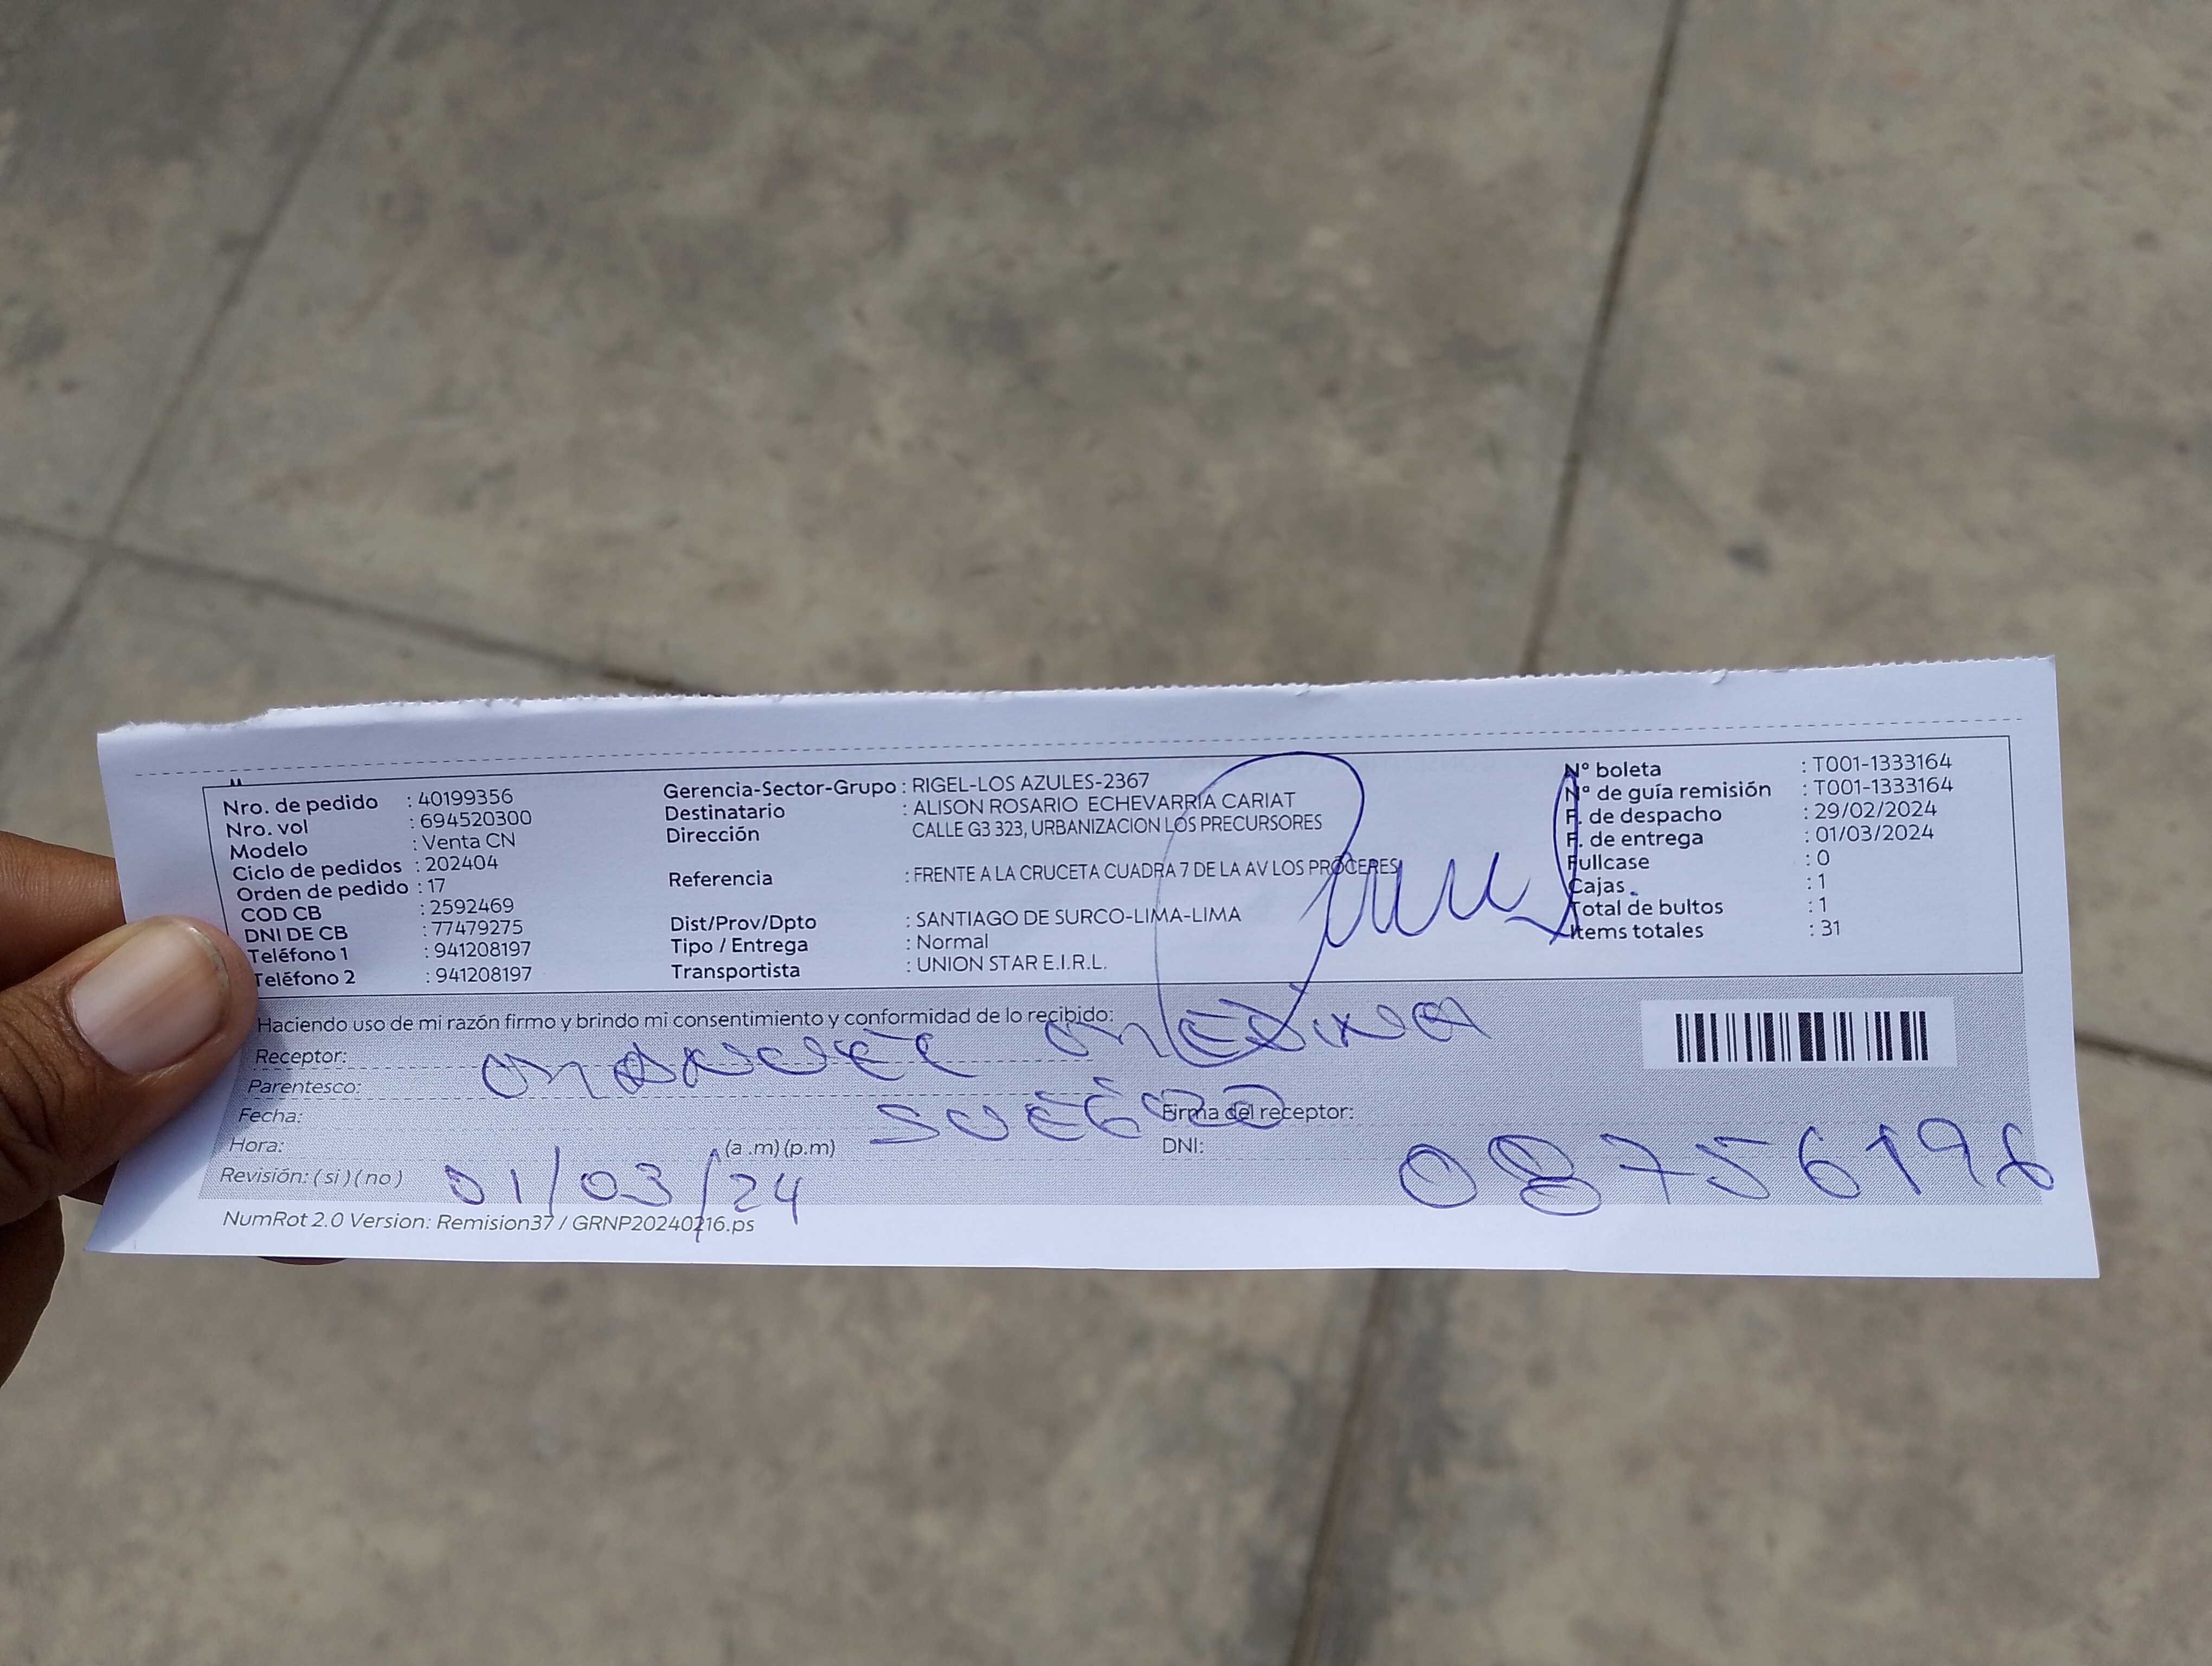 Nro. de pedido : 40199356
Nro. vol : 694520300
Modelo : Venta CN
Ciclo de pedidos : 202404
Orden de pedido : 17
COD CB : 2592469
DNI DE CB : 77479275
Teléfono 1 : 941208197
Teléfono 2 : 941208197
Gerencia-Sector-Grupo : RIGEL-LOS AZULES-2367
Destinatario : ALISON ROSARIO ECHEVARRIA CARIAT
Dirección CALLE G3 323, URBANIZACION LOS PRECURSORES
Referencia : FRENTE A LA CRUCETA CUADRA 7 DE LA AV LOS PROCERES
Dist/Prov/Dpto : SANTIAGO DE SURCO-LIMA-LIMA
Tipo / Entrega : Normal
Transportista : UNION STAR E.I.R.L.
Nº boleta : T001-1333164
Nº de guía remisión : T001-1333164
F. de despacho : 29/02/2024
F. de entrega : 01/03/2024
Fullcase : 0
Cajas : 1
Total de bultos : 1
Items totales : 31
Haciendo uso de mi razón firmo y brindo mi consentimiento y conformidad de lo recibido:
Receptor: MANUEL MEDINA
Parentesco: SUEGRO
Fecha: 01/03/24
Firma del receptor:
Hora: (a .m) (p.m)
DNI: 08756196
Revisión: ( si ) ( no )
NumRot 2.0 Version: Remision37 / GRNP20240216.ps